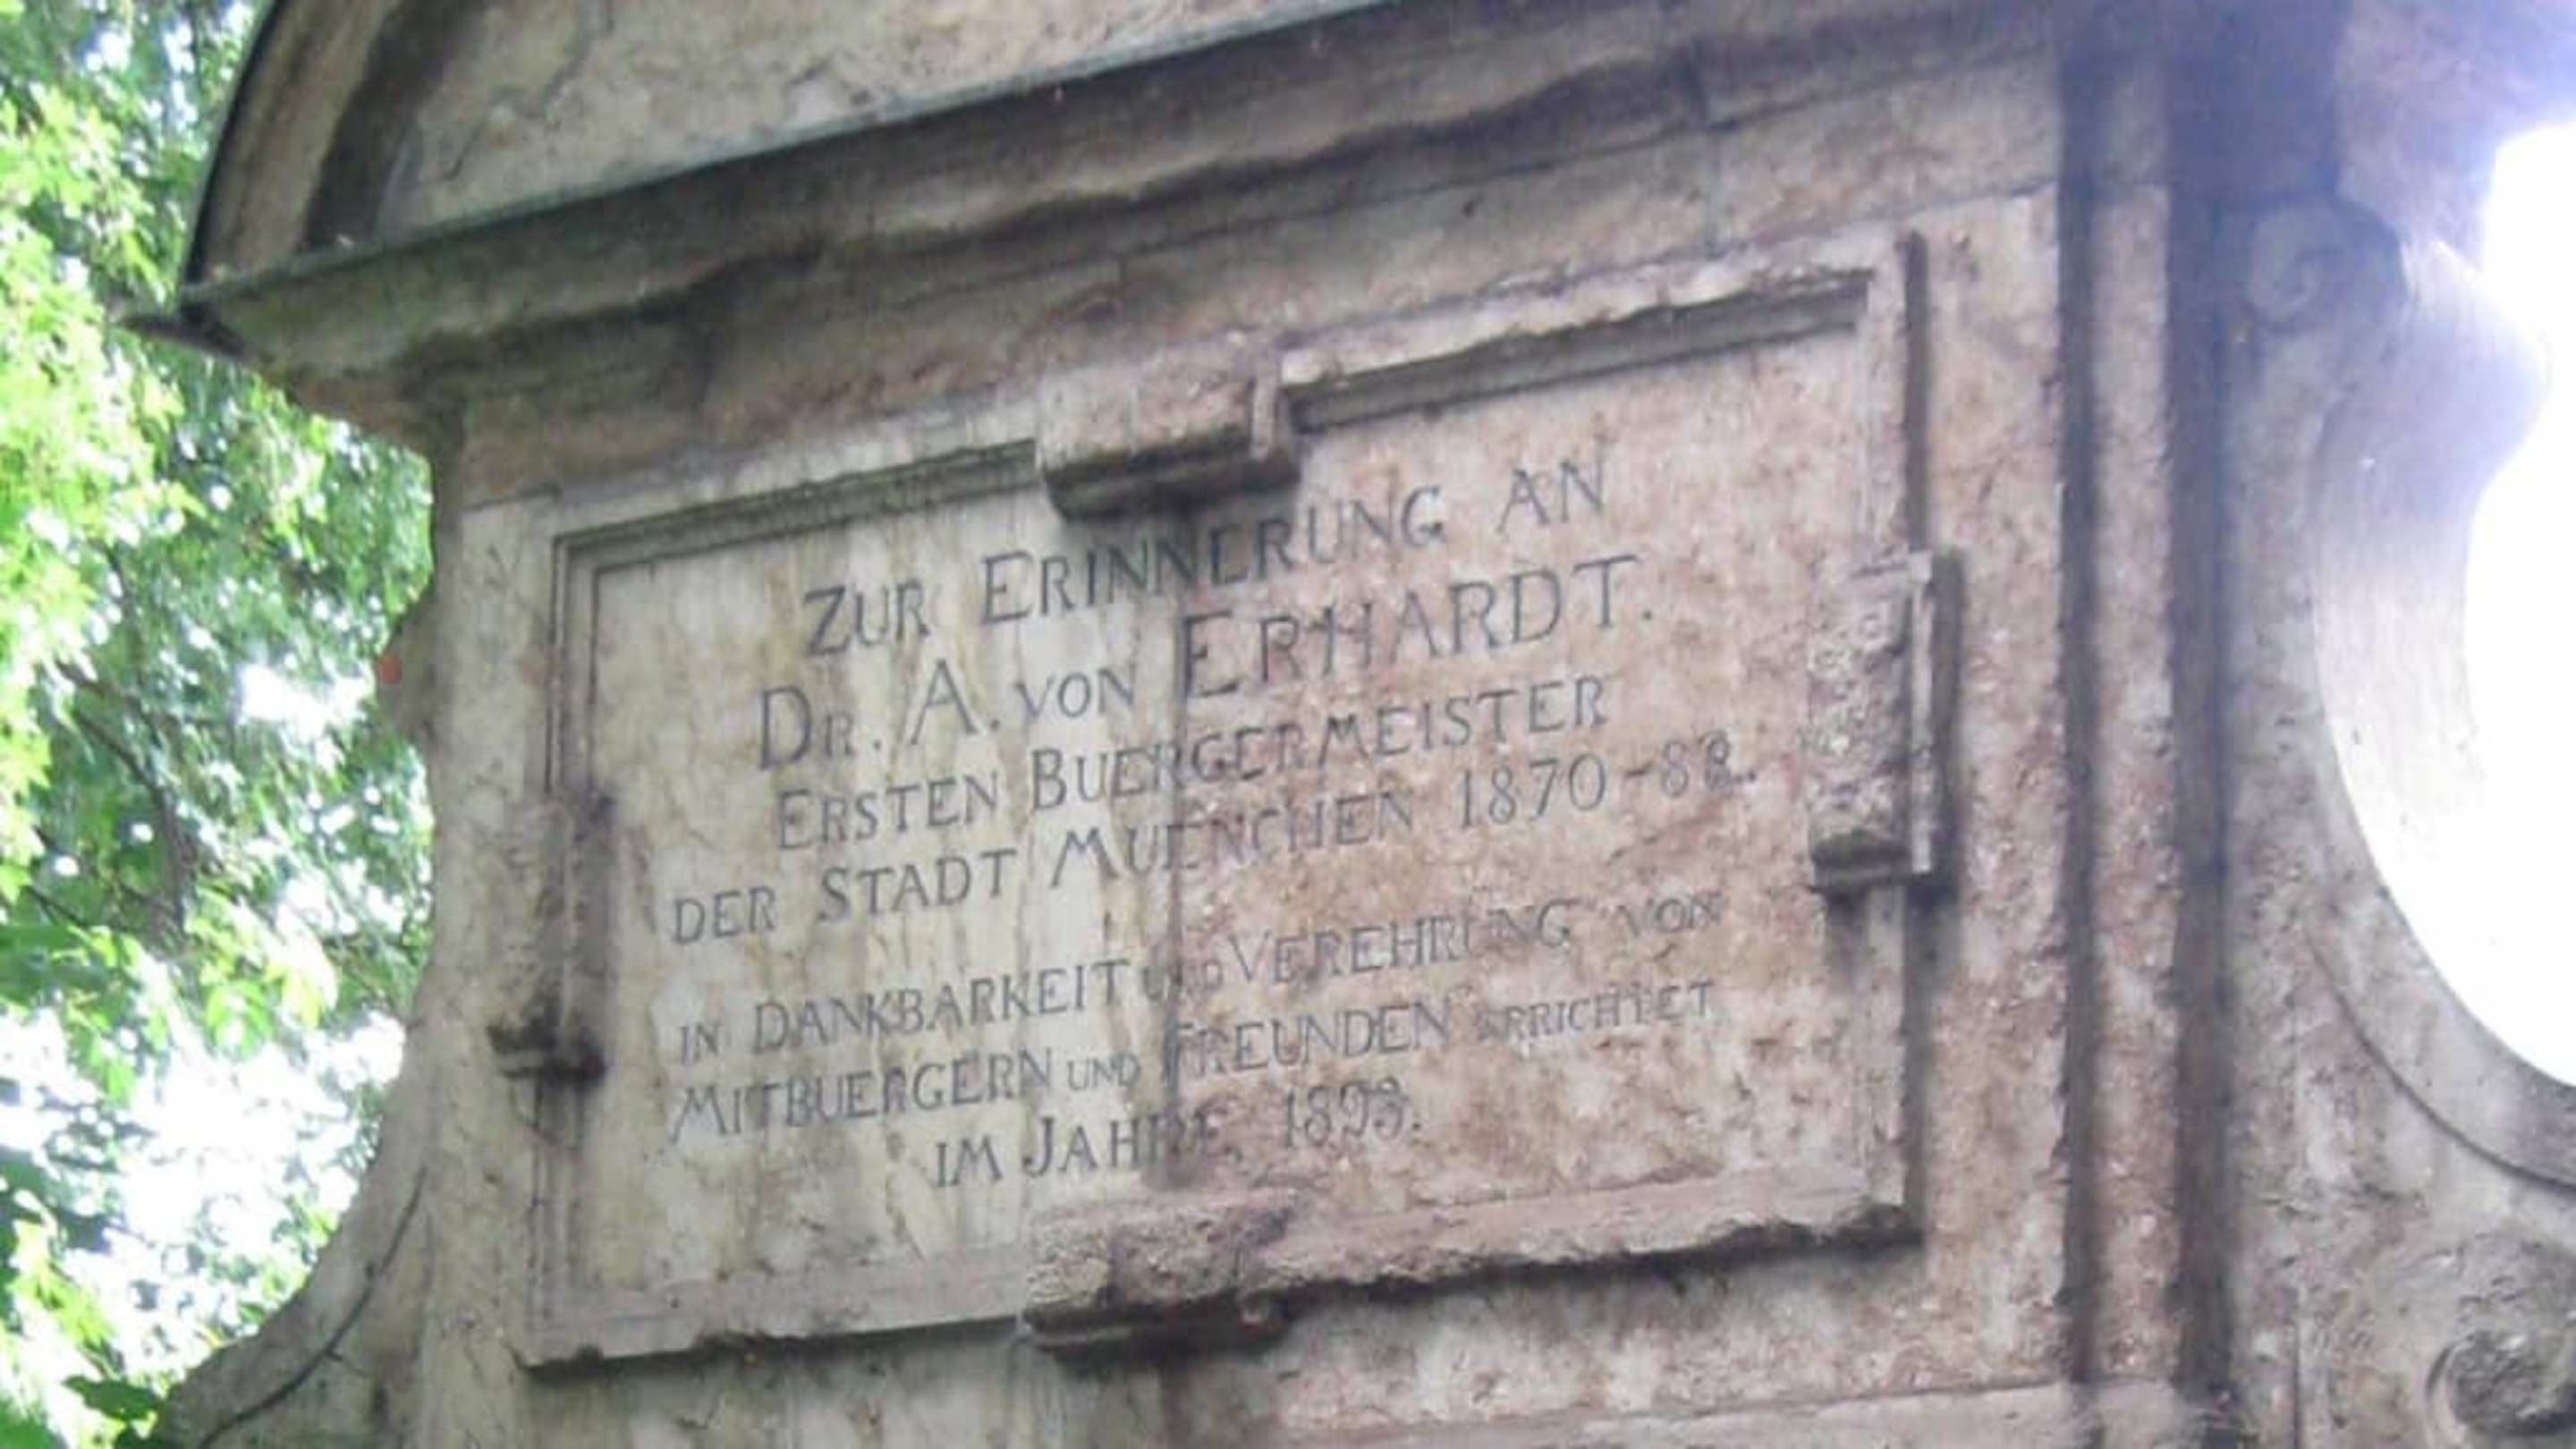 ZUR ERINNERUNG AN
DR. A. VON ERHARDT.
ERSTEN BUERGERMEISTER
DER STADT MUENCHEN 1870-88.
IN DANKBARKEIT UND VEREHRUNG VON
MITBUERGERN UND FREUNDEN ERRICHTET
IM JAHRE 1893.